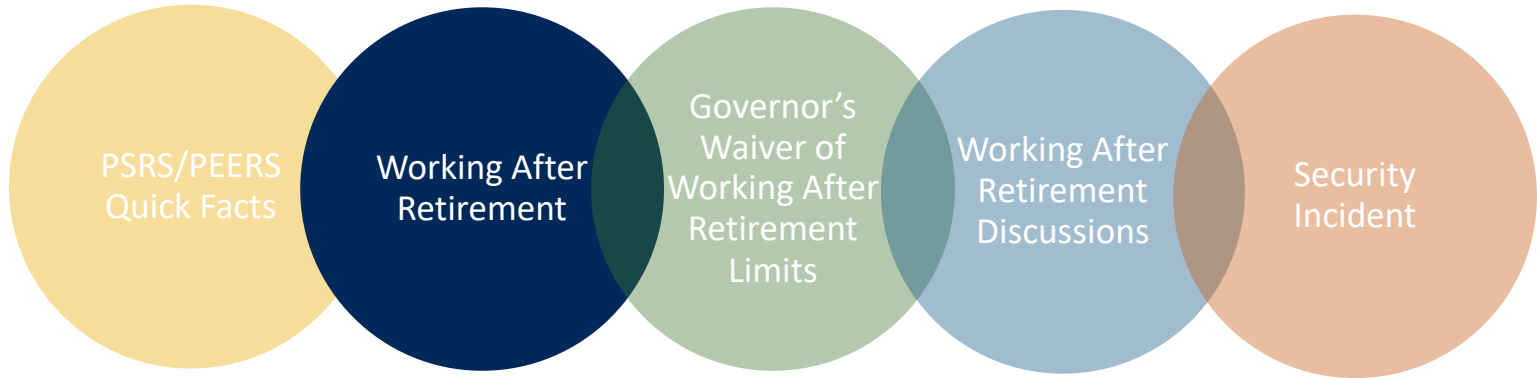 PSRS/PEERS
Quick Facts
Working After
Retirement
Governor’s
Waiver of
Working After
Retirement
Limits
Working After
Retirement
Discussions
Security
Incident